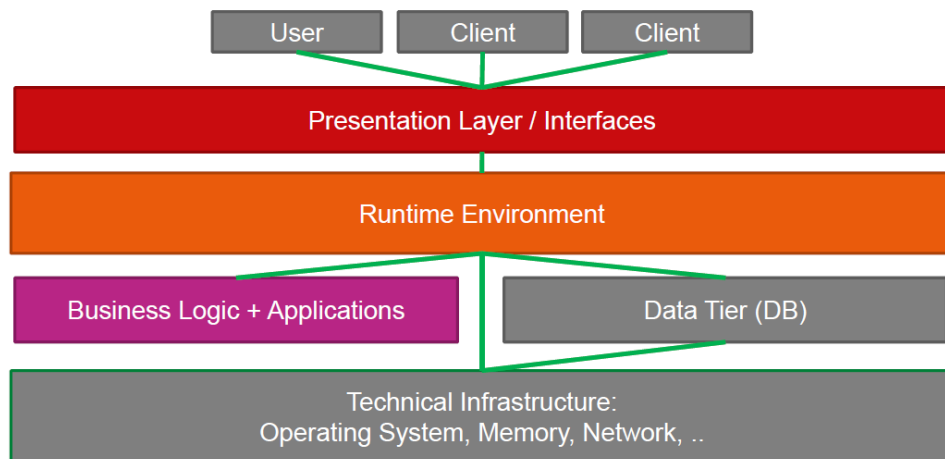 User
Client
Client
Presentation Layer / Interfaces
Runtime Environment
Business Logic + Applications
Data Tier (DB)
Technical Infrastructure:
Operating System, Memory, Network, ..